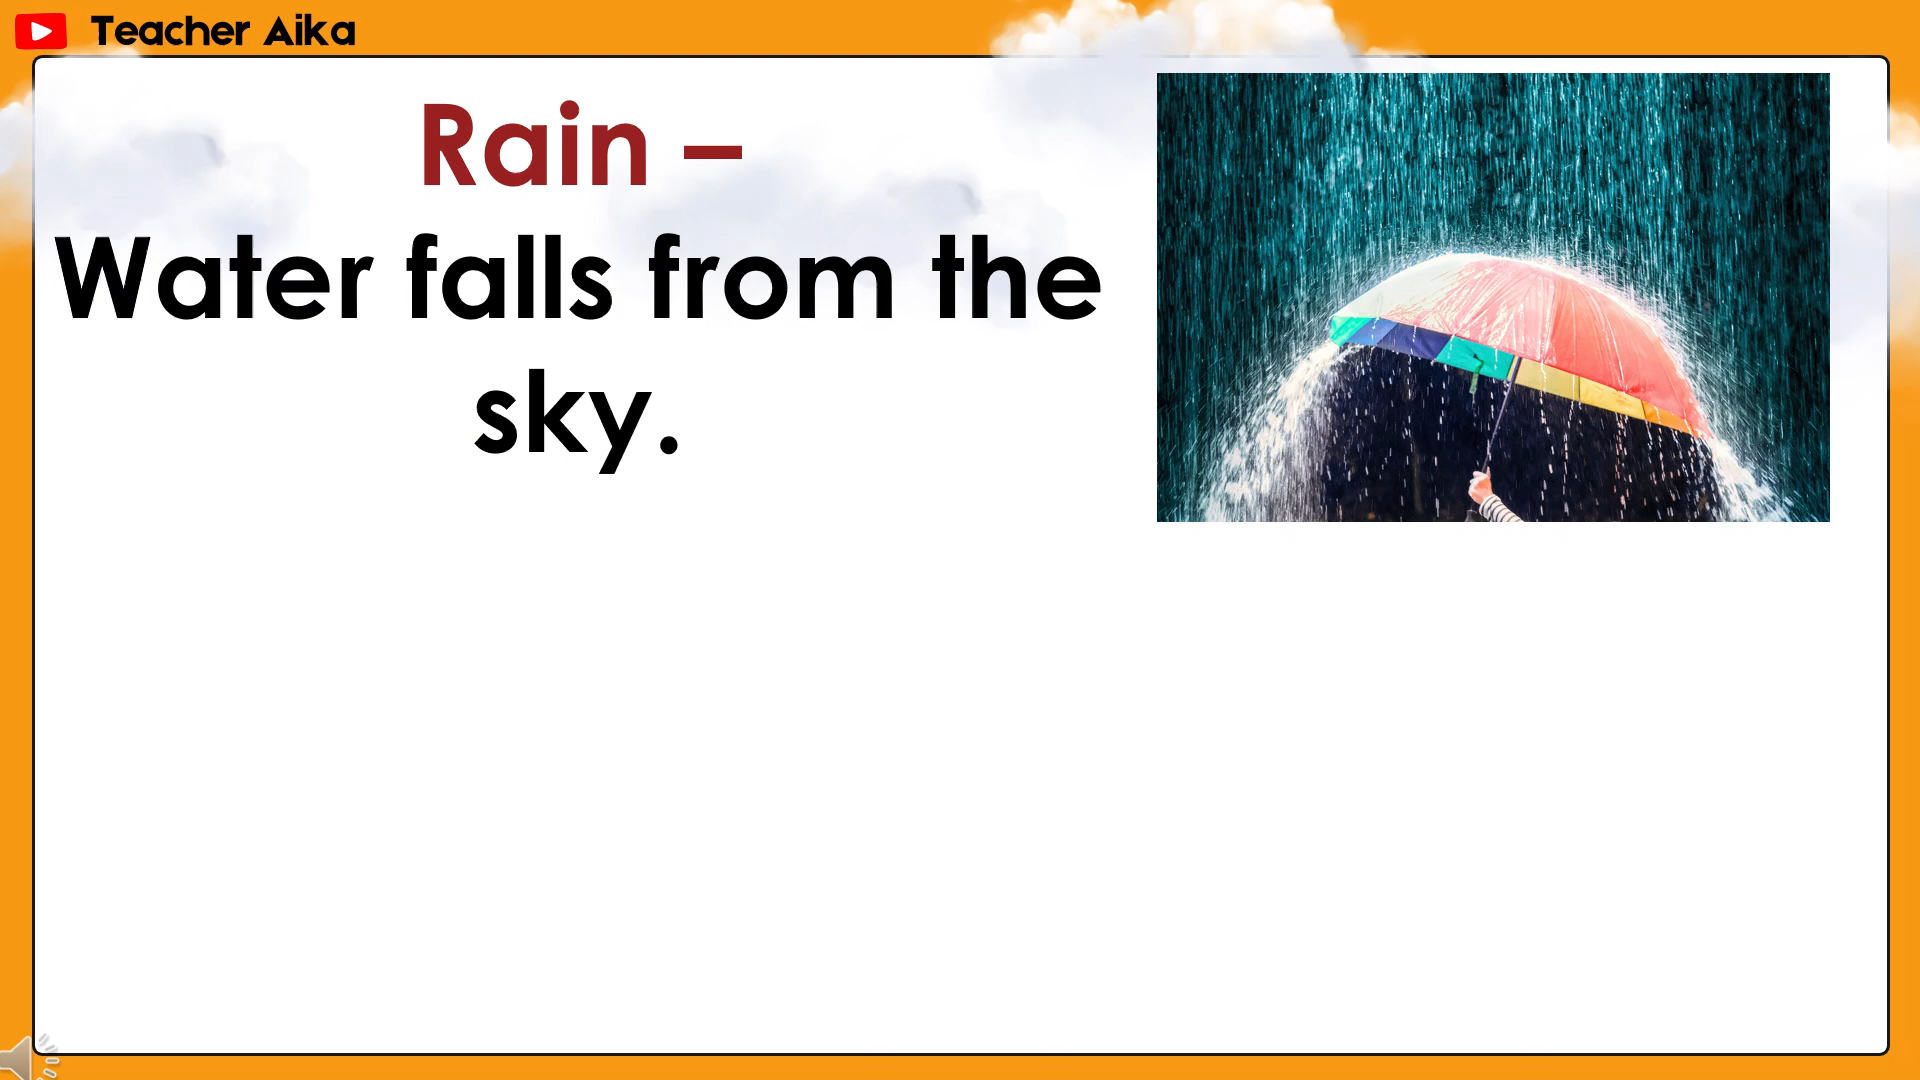 Teacher Aika
Rain –
Water falls from the
sky.